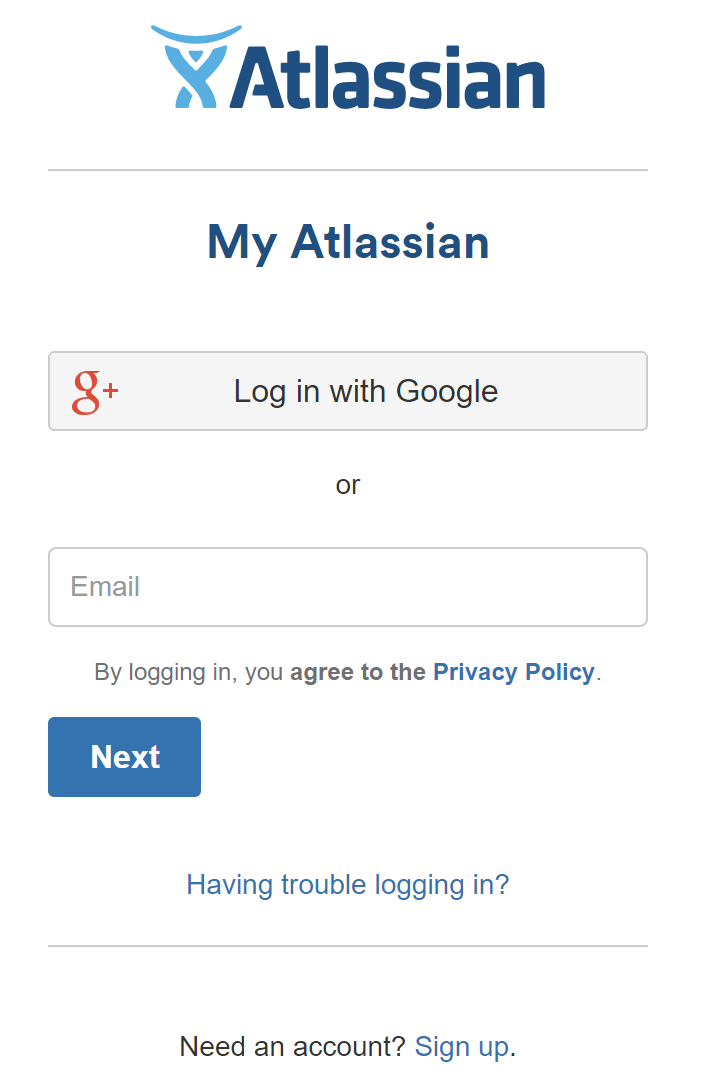 Atlassian
My Atlassian
g+ Log in with Google
or
Email
By logging in, you agree to the Privacy Policy.
Next
Having trouble logging in?
Need an account? Sign up.